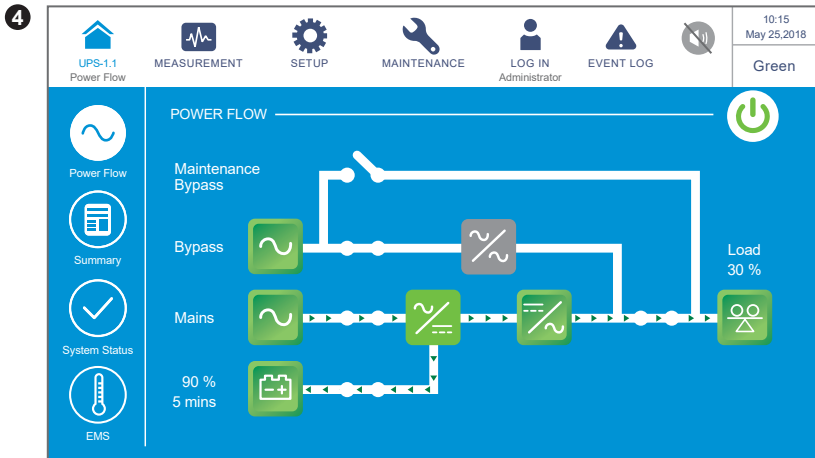 4
UPS-1.1
Power Flow
MEASUREMENT
SETUP
MAINTENANCE
LOG IN
Administrator
EVENT LOG
10:15
May 25,2018
Green
Power Flow
Summary
System Status
EMS
POWER FLOW
Maintenance
Bypass
Bypass
Mains
90 %
5 mins
Load
30 %